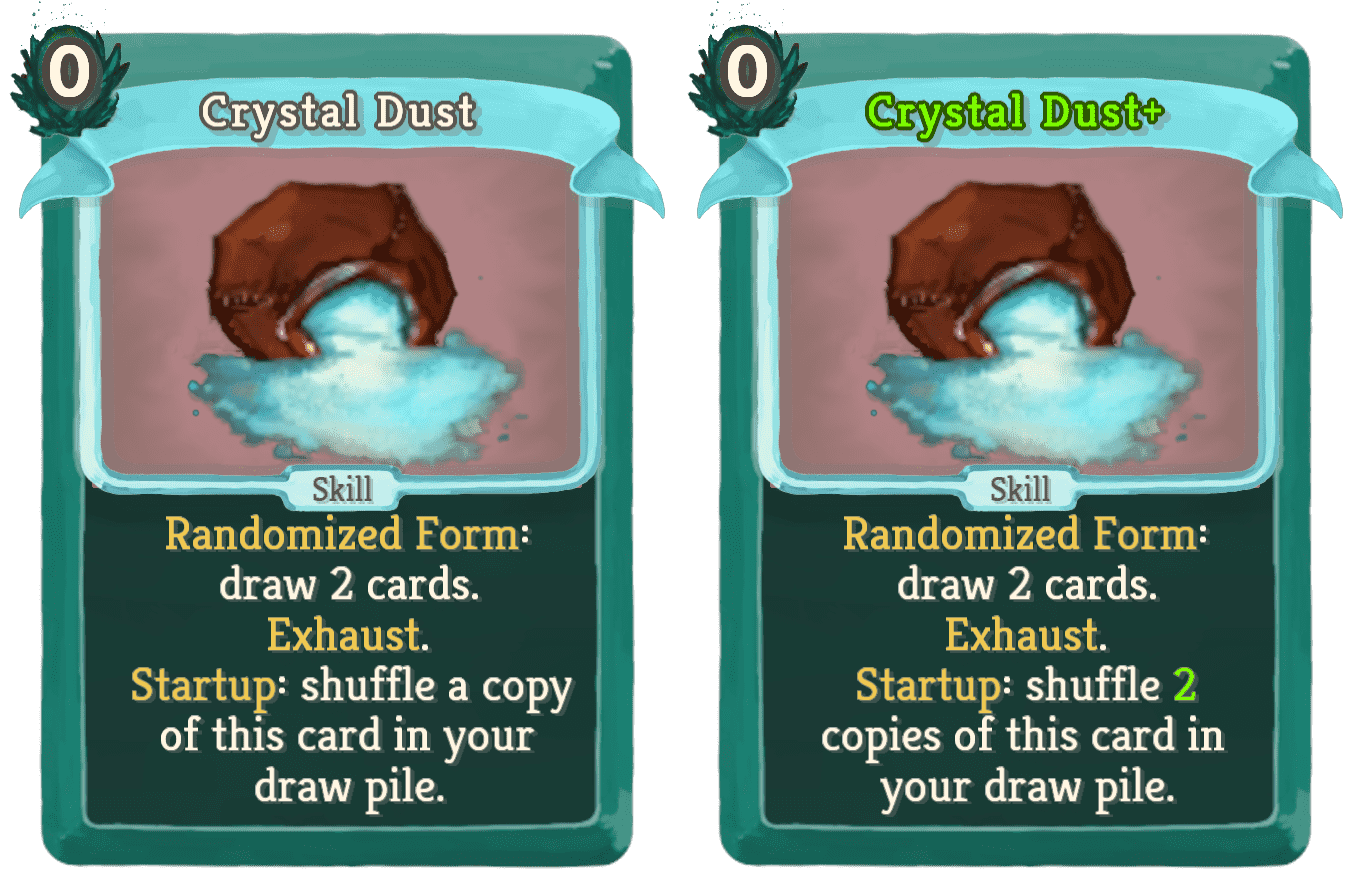 0
Crystal Dust
Skill
Randomized Form:
draw 2 cards.
Exhaust.
Startup: shuffle a copy
of this card in your
draw pile.
0
Crystal Dust+
Skill
Randomized Form:
draw 2 cards.
Exhaust.
Startup: shuffle 2
copies of this card in
your draw pile.